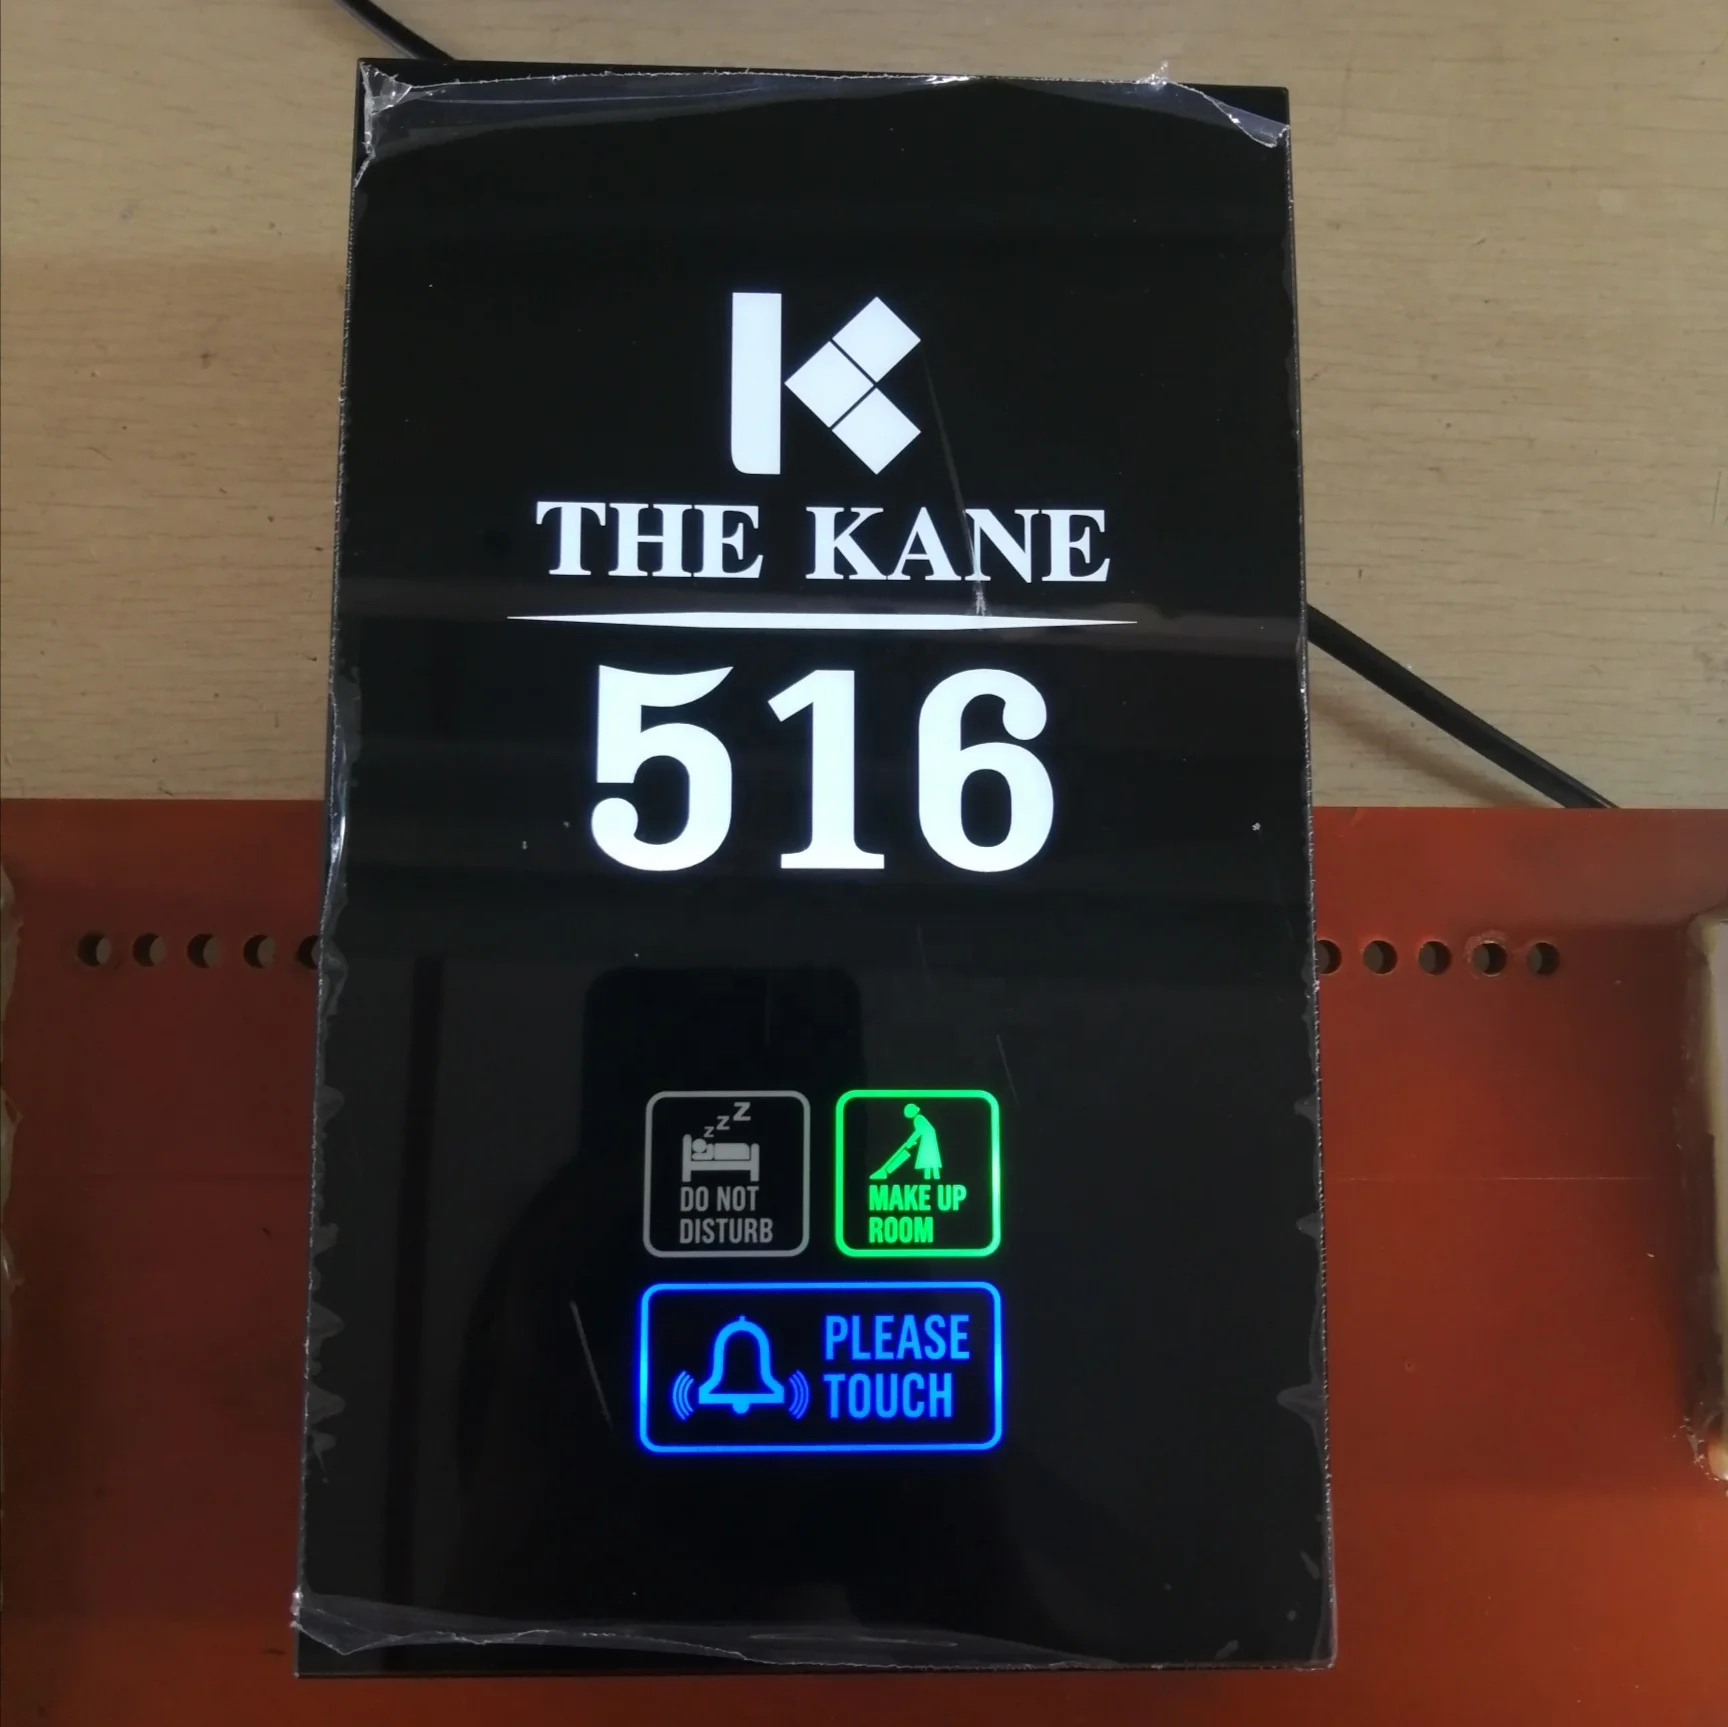 K
THE KANE
516
z z Z
DO NOT
DISTURB
MAKE UP
ROOM
PLEASE
TOUCH